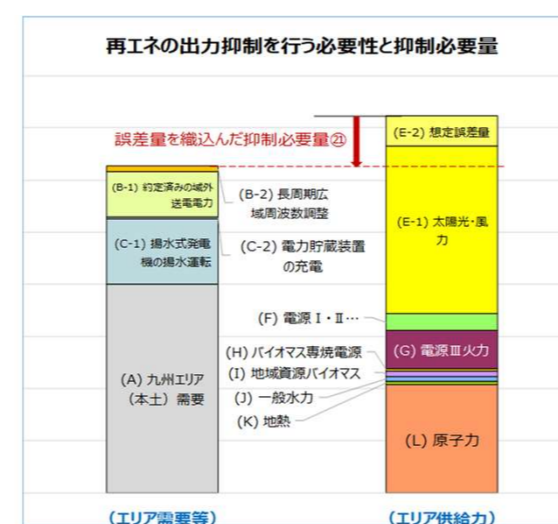 再エネの出力抑制を行う必要性と抑制必要量
誤差量を織込んだ抑制必要量㉑
(E-2) 想定誤差量
(B-1) 約定済みの域外
送電電力
(B-2) 長周期広
域周波数調整
(E-1) 太陽光・風
力
(C-1) 揚水式発電
機の揚水運転
(C-2) 電力貯蔵装置
の充電
(F) 電源Ⅰ・Ⅱ…
(G) 電源Ⅲ火力
(H) バイオマス専焼電源
(I) 地域資源バイオマス
(J) 一般水力
(K) 地熱
(A) 九州エリア
(本土) 需要
(L) 原子力
(エリア需要等)
(エリア供給力)